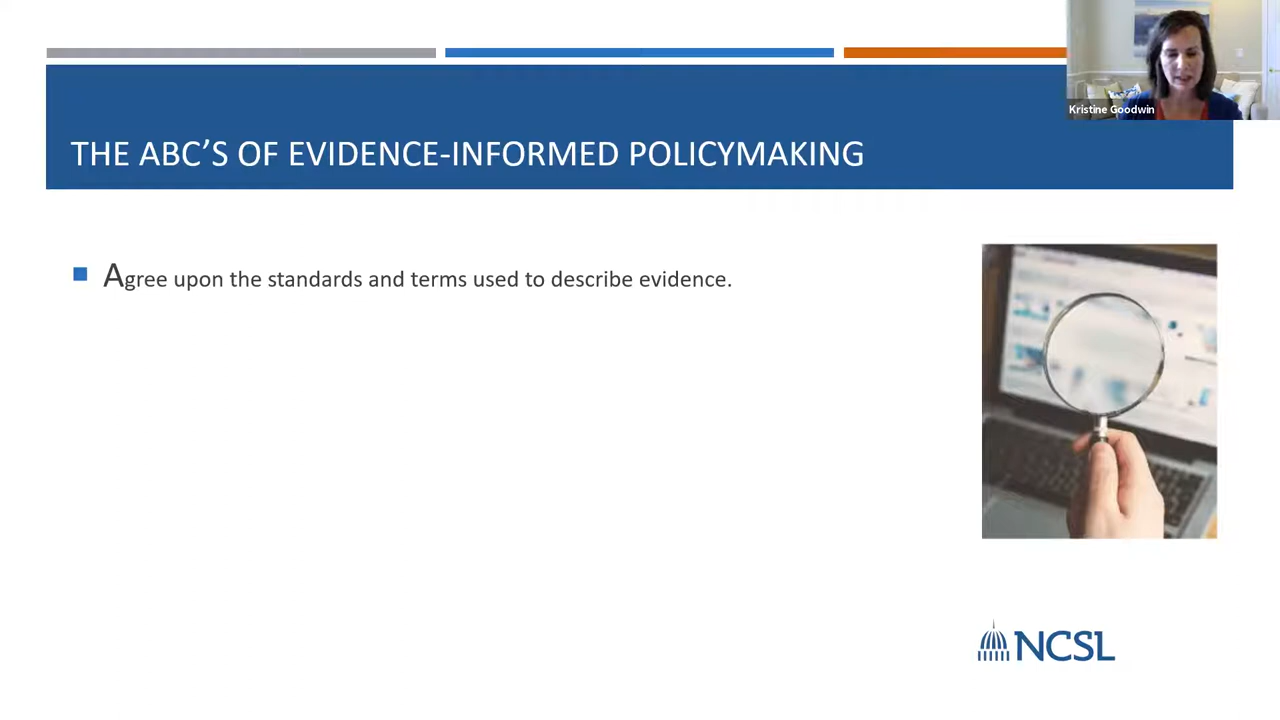 Kristine Goodwin
THE ABC’S OF EVIDENCE-INFORMED POLICYMAKING
Agree upon the standards and terms used to describe evidence.
NCSL